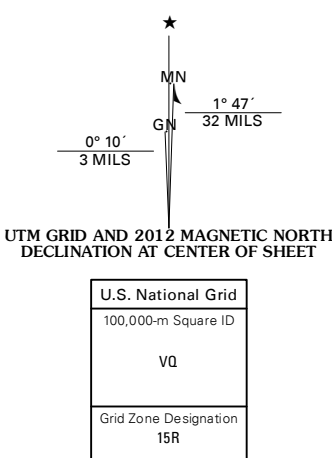 ★
MN
GN
1° 47´
32 MILS
0° 10´
3 MILS
UTM GRID AND 2012 MAGNETIC NORTH
DECLINATION AT CENTER OF SHEET
U.S. National Grid
100,000-m Square ID
VQ
Grid Zone Designation
15R